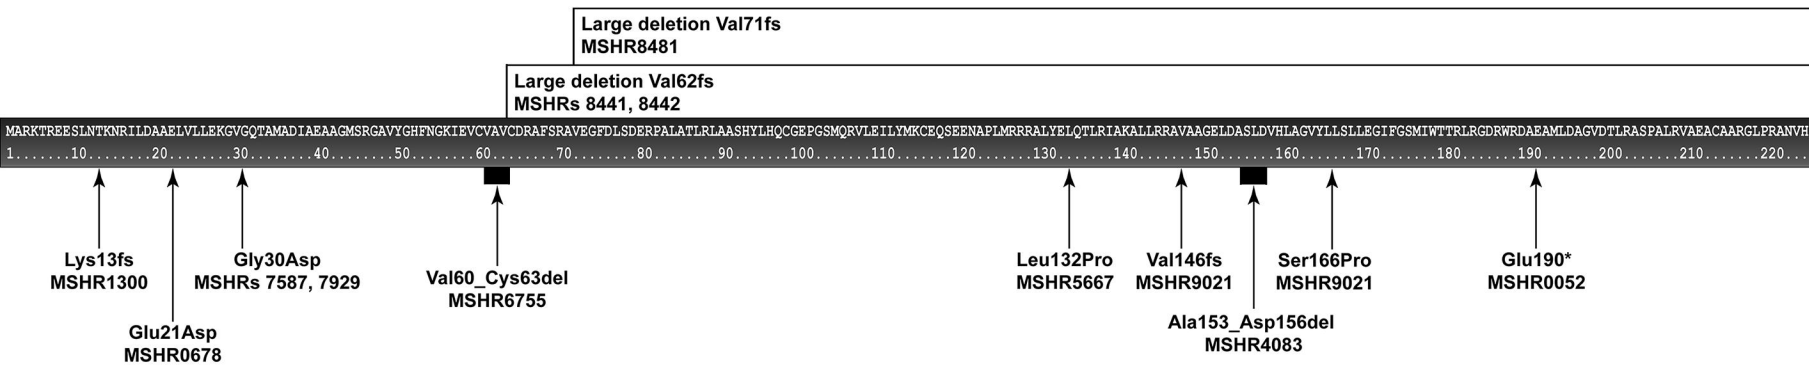 Large deletion Val71fs
MSHR8481
Large deletion Val62fs
MSHRs 8441, 8442
MARKTREESLNTKNRILDAAELVLLEKGVGQTAMADIAEAAGMSRGAVYGHFNGKIEVCVAVCDRAFSRAVEGFDLSDERPALATLRLAASHYLHQCGEPGSMQRVLEILYMKCEQSEENAPLMRRRALYELQTLRIAKALLRRAVAAGELDASLDVHLAGVYLLSLLEGIFGSMIWTTRLRGDRWRDAEAMLDAGVDTLRASPALRVAEACAARGLPRANVH
1.......10........20........30........40........50........60........70........80........90........100.......110.......120.......130.......140.......150.......160.......170.......180.......190.......200.......210.......220....
Lys13fs
MSHR1300
Glu21Asp
MSHR0678
Gly30Asp
MSHRs 7587, 7929
Val60_Cys63del
MSHR6755
Leu132Pro
MSHR5667
Val146fs
MSHR9021
Ala153_Asp156del
MSHR4083
Ser166Pro
MSHR9021
Glu190*
MSHR0052